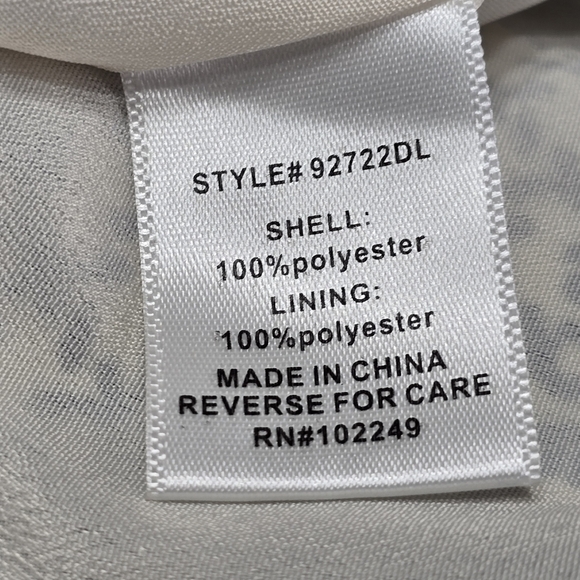 STYLE# 92722DL
SHELL:
100%polyester
LINING:
100%polyester
MADE IN CHINA
REVERSE FOR CARE
RN#102249